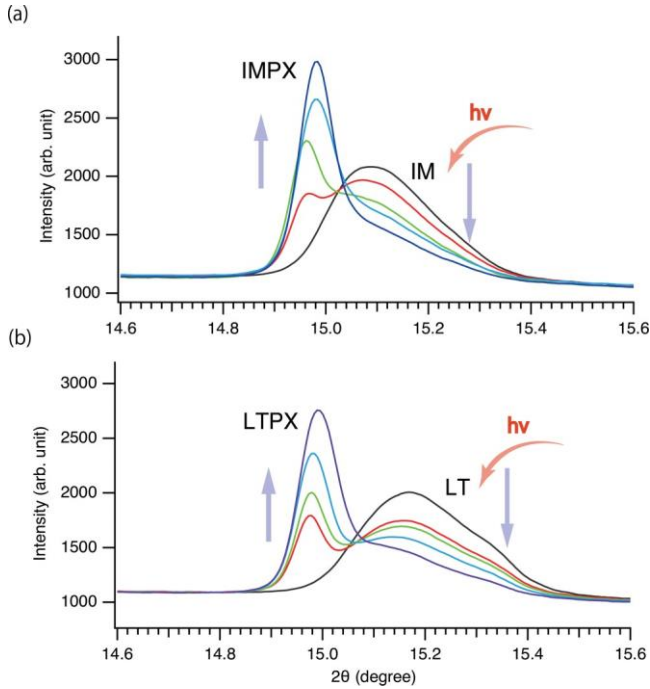 (a)
3000
2500
2000
1500
1000
Intensity (arb. unit)
IMPX
IM
hν
14.6 14.8 15.0 15.2 15.4 15.6
(b)
3000
2500
2000
1500
1000
Intensity (arb. unit)
LTPX
LT
hν
14.6 14.8 15.0 15.2 15.4 15.6
2θ (degree)